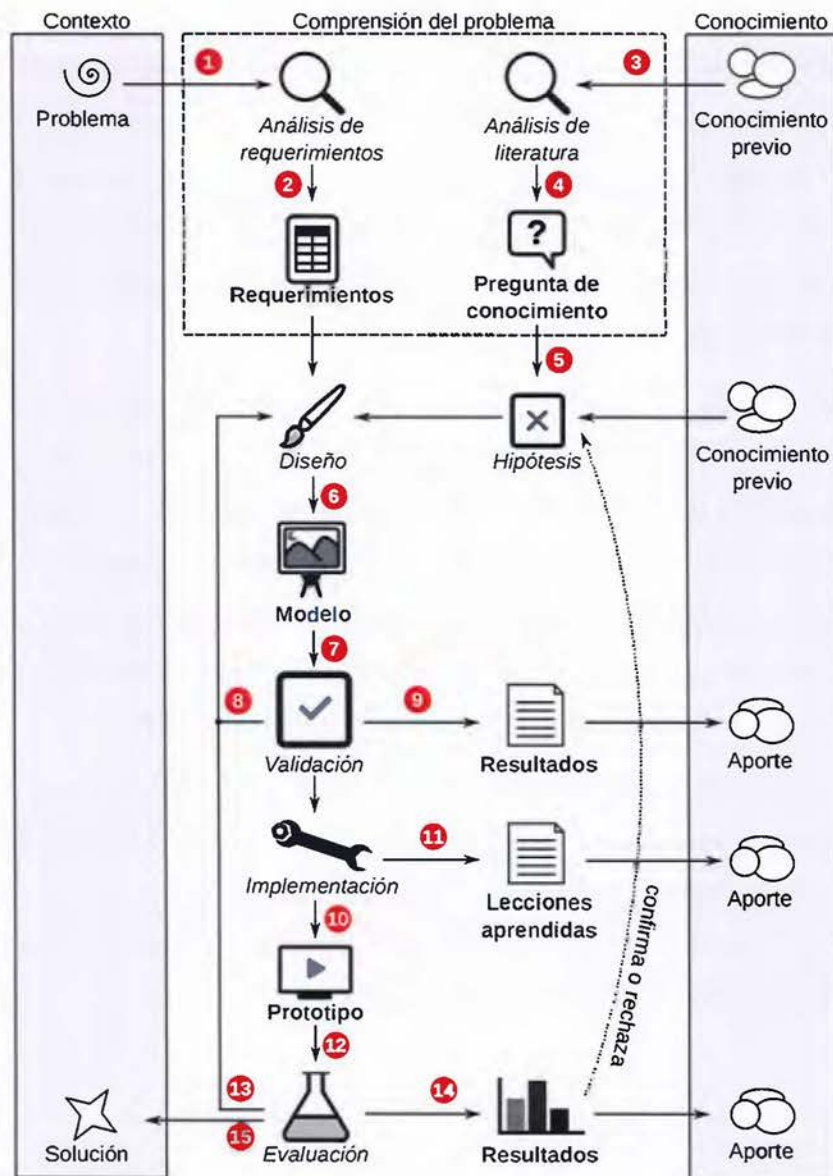 Contexto
Comprensión del problema
Conocimiento
1
3
Problema
Análisis de
requerimientos
Análisis de
literatura
Conocimiento
previo
2
4
?
Requerimientos
Pregunta de
conocimiento
5
Diseño
Hipótesis
Conocimiento
previo
6
Modelo
7
8
9
Validación
Resultados
Aporte
11
Implementación
Lecciones
aprendidas
Aporte
10
confirma o rechaza
Prototipo
12
13
14
15
Solución
Evaluación
Resultados
Aporte